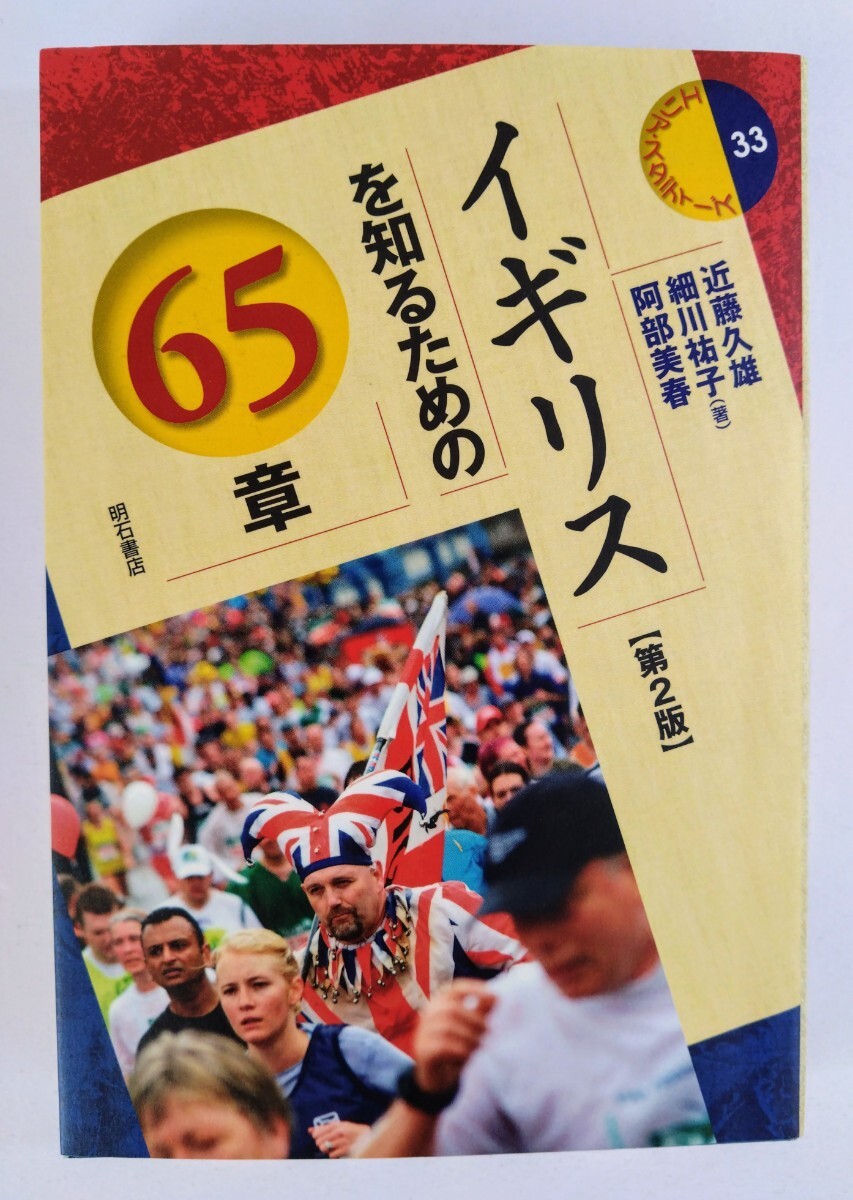 エリア・スタディーズ
33
イギリス
を知るための
65
章
近藤久雄
細川祐子(著)
阿部美春
【第2版】
明石書店